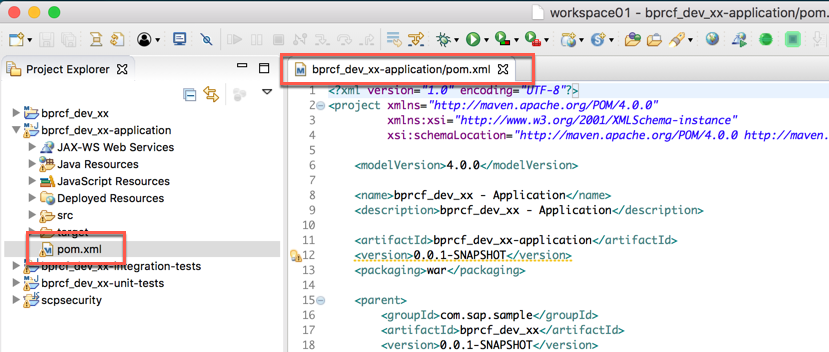 workspace01 - bprcf_dev_xx-application/pom.
Project Explorer
bprcf_dev_xx
bprcf_dev_xx-application
JAX-WS Web Services
Java Resources
JavaScript Resources
Deployed Resources
src
target
pom.xml
bprcf_dev_xx-integration-tests
bprcf_dev_xx-unit-tests
scpsecurity
bprcf_dev_xx-application/pom.xml
1 <?xml version="1.0" encoding="UTF-8"?>
2 <project xmlns="http://maven.apache.org/POM/4.0.0"
3 xmlns:xsi="http://www.w3.org/2001/XMLSchema-instance"
4 xsi:schemaLocation="http://maven.apache.org/POM/4.0.0 http://maven.
5
6 <modelVersion>4.0.0</modelVersion>
7
8 <name>bprcf_dev_xx - Application</name>
9 <description>bprcf_dev_xx - Application</description>
10
11 <artifactId>bprcf_dev_xx-application</artifactId>
12 <version>0.0.1-SNAPSHOT</version>
13 <packaging>war</packaging>
14
15 <parent>
16 <groupId>com.sap.sample</groupId>
17 <artifactId>bprcf_dev_xx</artifactId>
18 <version>0.0.1-SNAPSHOT</version>